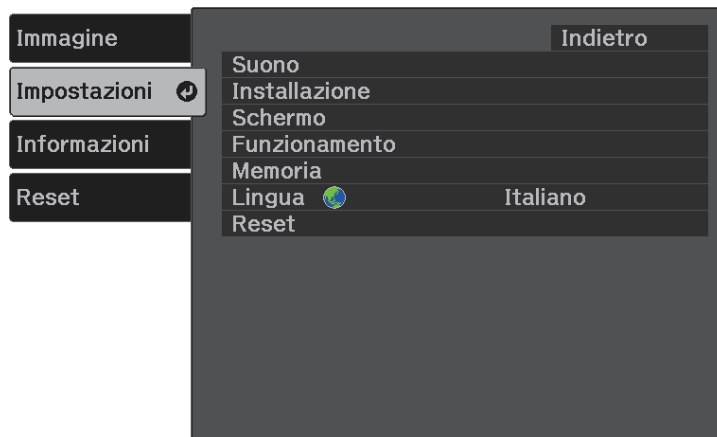 Immagine
Impostazioni
Informazioni
Reset
Indietro
Suono
Installazione
Schermo
Funzionamento
Memoria
Lingua Italiano
Reset